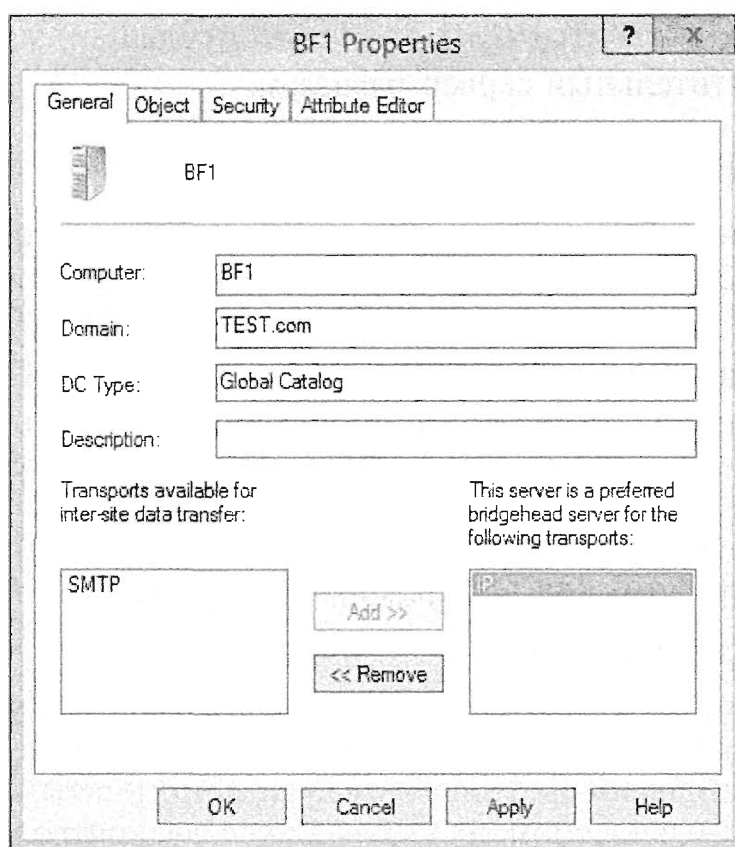 BF1 Properties
? X
General Object Security Attribute Editor
BF1
Computer: BF1
Domain: TEST.com
DC Type: Global Catalog
Description:
Transports available for
inter-site data transfer:
This server is a preferred
bridgehead server for the
following transports:
SMTP
IP
Add >>
<< Remove
OK Cancel Apply Help